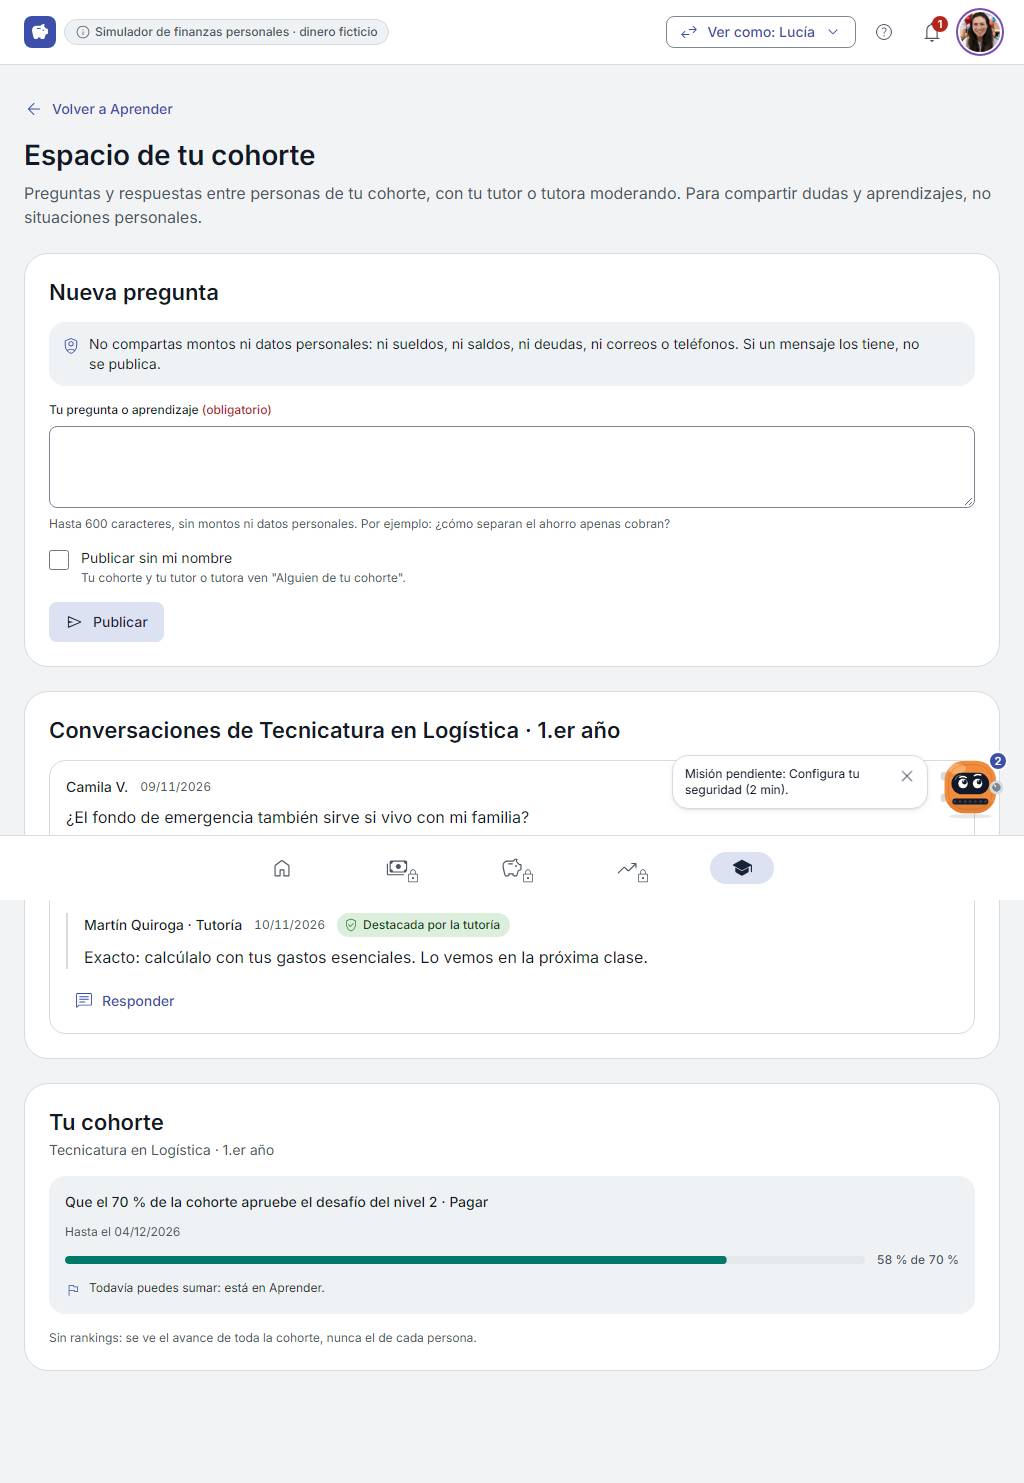 Simulador de finanzas personales · dinero ficticio
Ver como: Lucía
1
Volver a Aprender
Espacio de tu cohorte
Preguntas y respuestas entre personas de tu cohorte, con tu tutor o tutora moderando. Para compartir dudas y aprendizajes, no
situaciones personales.
Nueva pregunta
No compartas montos ni datos personales: ni sueldos, ni saldos, ni deudas, ni correos o teléfonos. Si un mensaje los tiene, no
se publica.
Tu pregunta o aprendizaje (obligatorio)
Hasta 600 caracteres, sin montos ni datos personales. Por ejemplo: ¿cómo separan el ahorro apenas cobran?
Publicar sin mi nombre
Tu cohorte y tu tutor o tutora ven "Alguien de tu cohorte".
Publicar
Conversaciones de Tecnicatura en Logística · 1.er año
Camila V. 09/11/2026
¿El fondo de emergencia también sirve si vivo con mi familia?
Misión pendiente: Configura tu
seguridad (2 min).
2
Martín Quiroga · Tutoría 10/11/2026 Destacada por la tutoría
Exacto: calcúlalo con tus gastos esenciales. Lo vemos en la próxima clase.
Responder
Tu cohorte
Tecnicatura en Logística · 1.er año
Que el 70 % de la cohorte apruebe el desafío del nivel 2 · Pagar
Hasta el 04/12/2026
58 % de 70 %
Todavía puedes sumar: está en Aprender.
Sin rankings: se ve el avance de toda la cohorte, nunca el de cada persona.